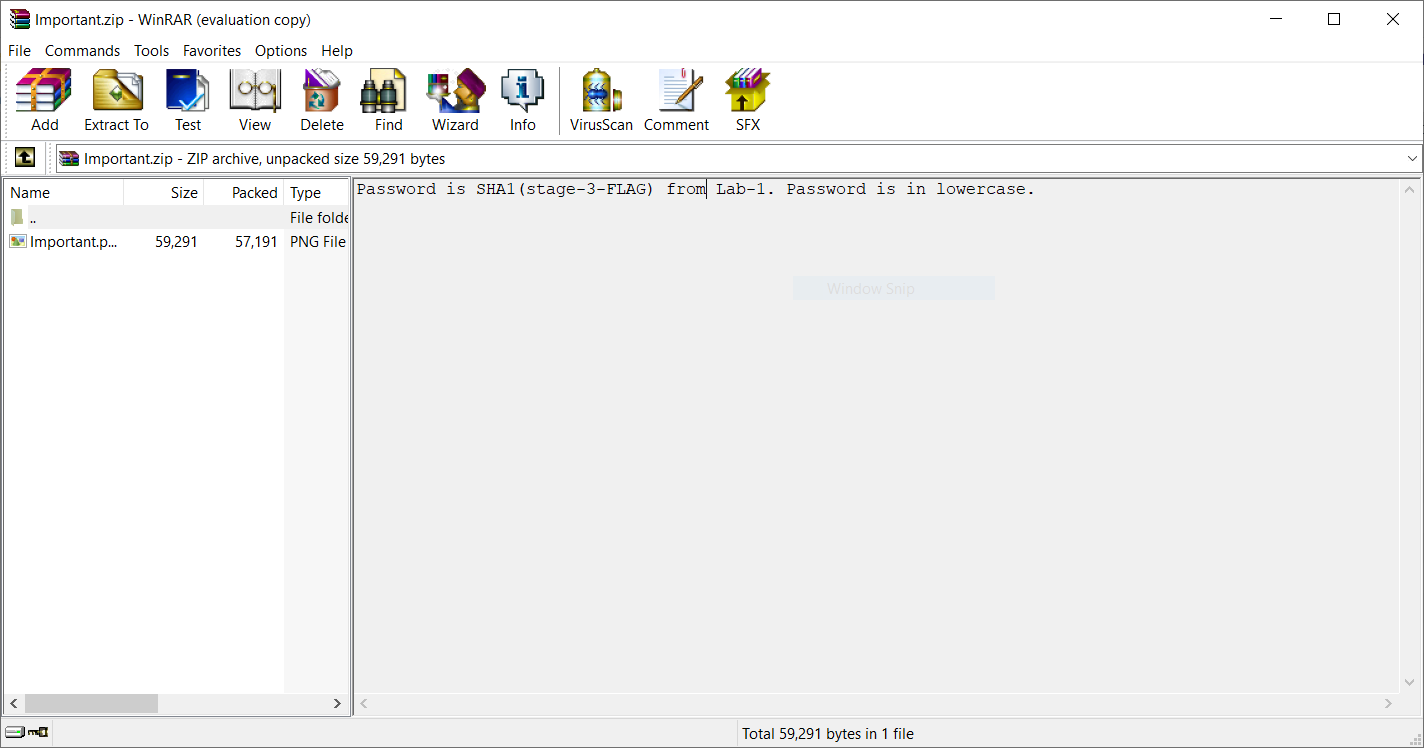 Important.zip - WinRAR (evaluation copy)
File Commands Tools Favorites Options Help
Add Extract To Test View Delete Find Wizard Info VirusScan Comment SFX
Important.zip - ZIP archive, unpacked size 59,291 bytes
Name Size Packed Type
.. File folde
Important.p... 59,291 57,191 PNG File
Password is SHA1(stage-3-FLAG) from Lab-1. Password is in lowercase.
Window Snip
Total 59,291 bytes in 1 file